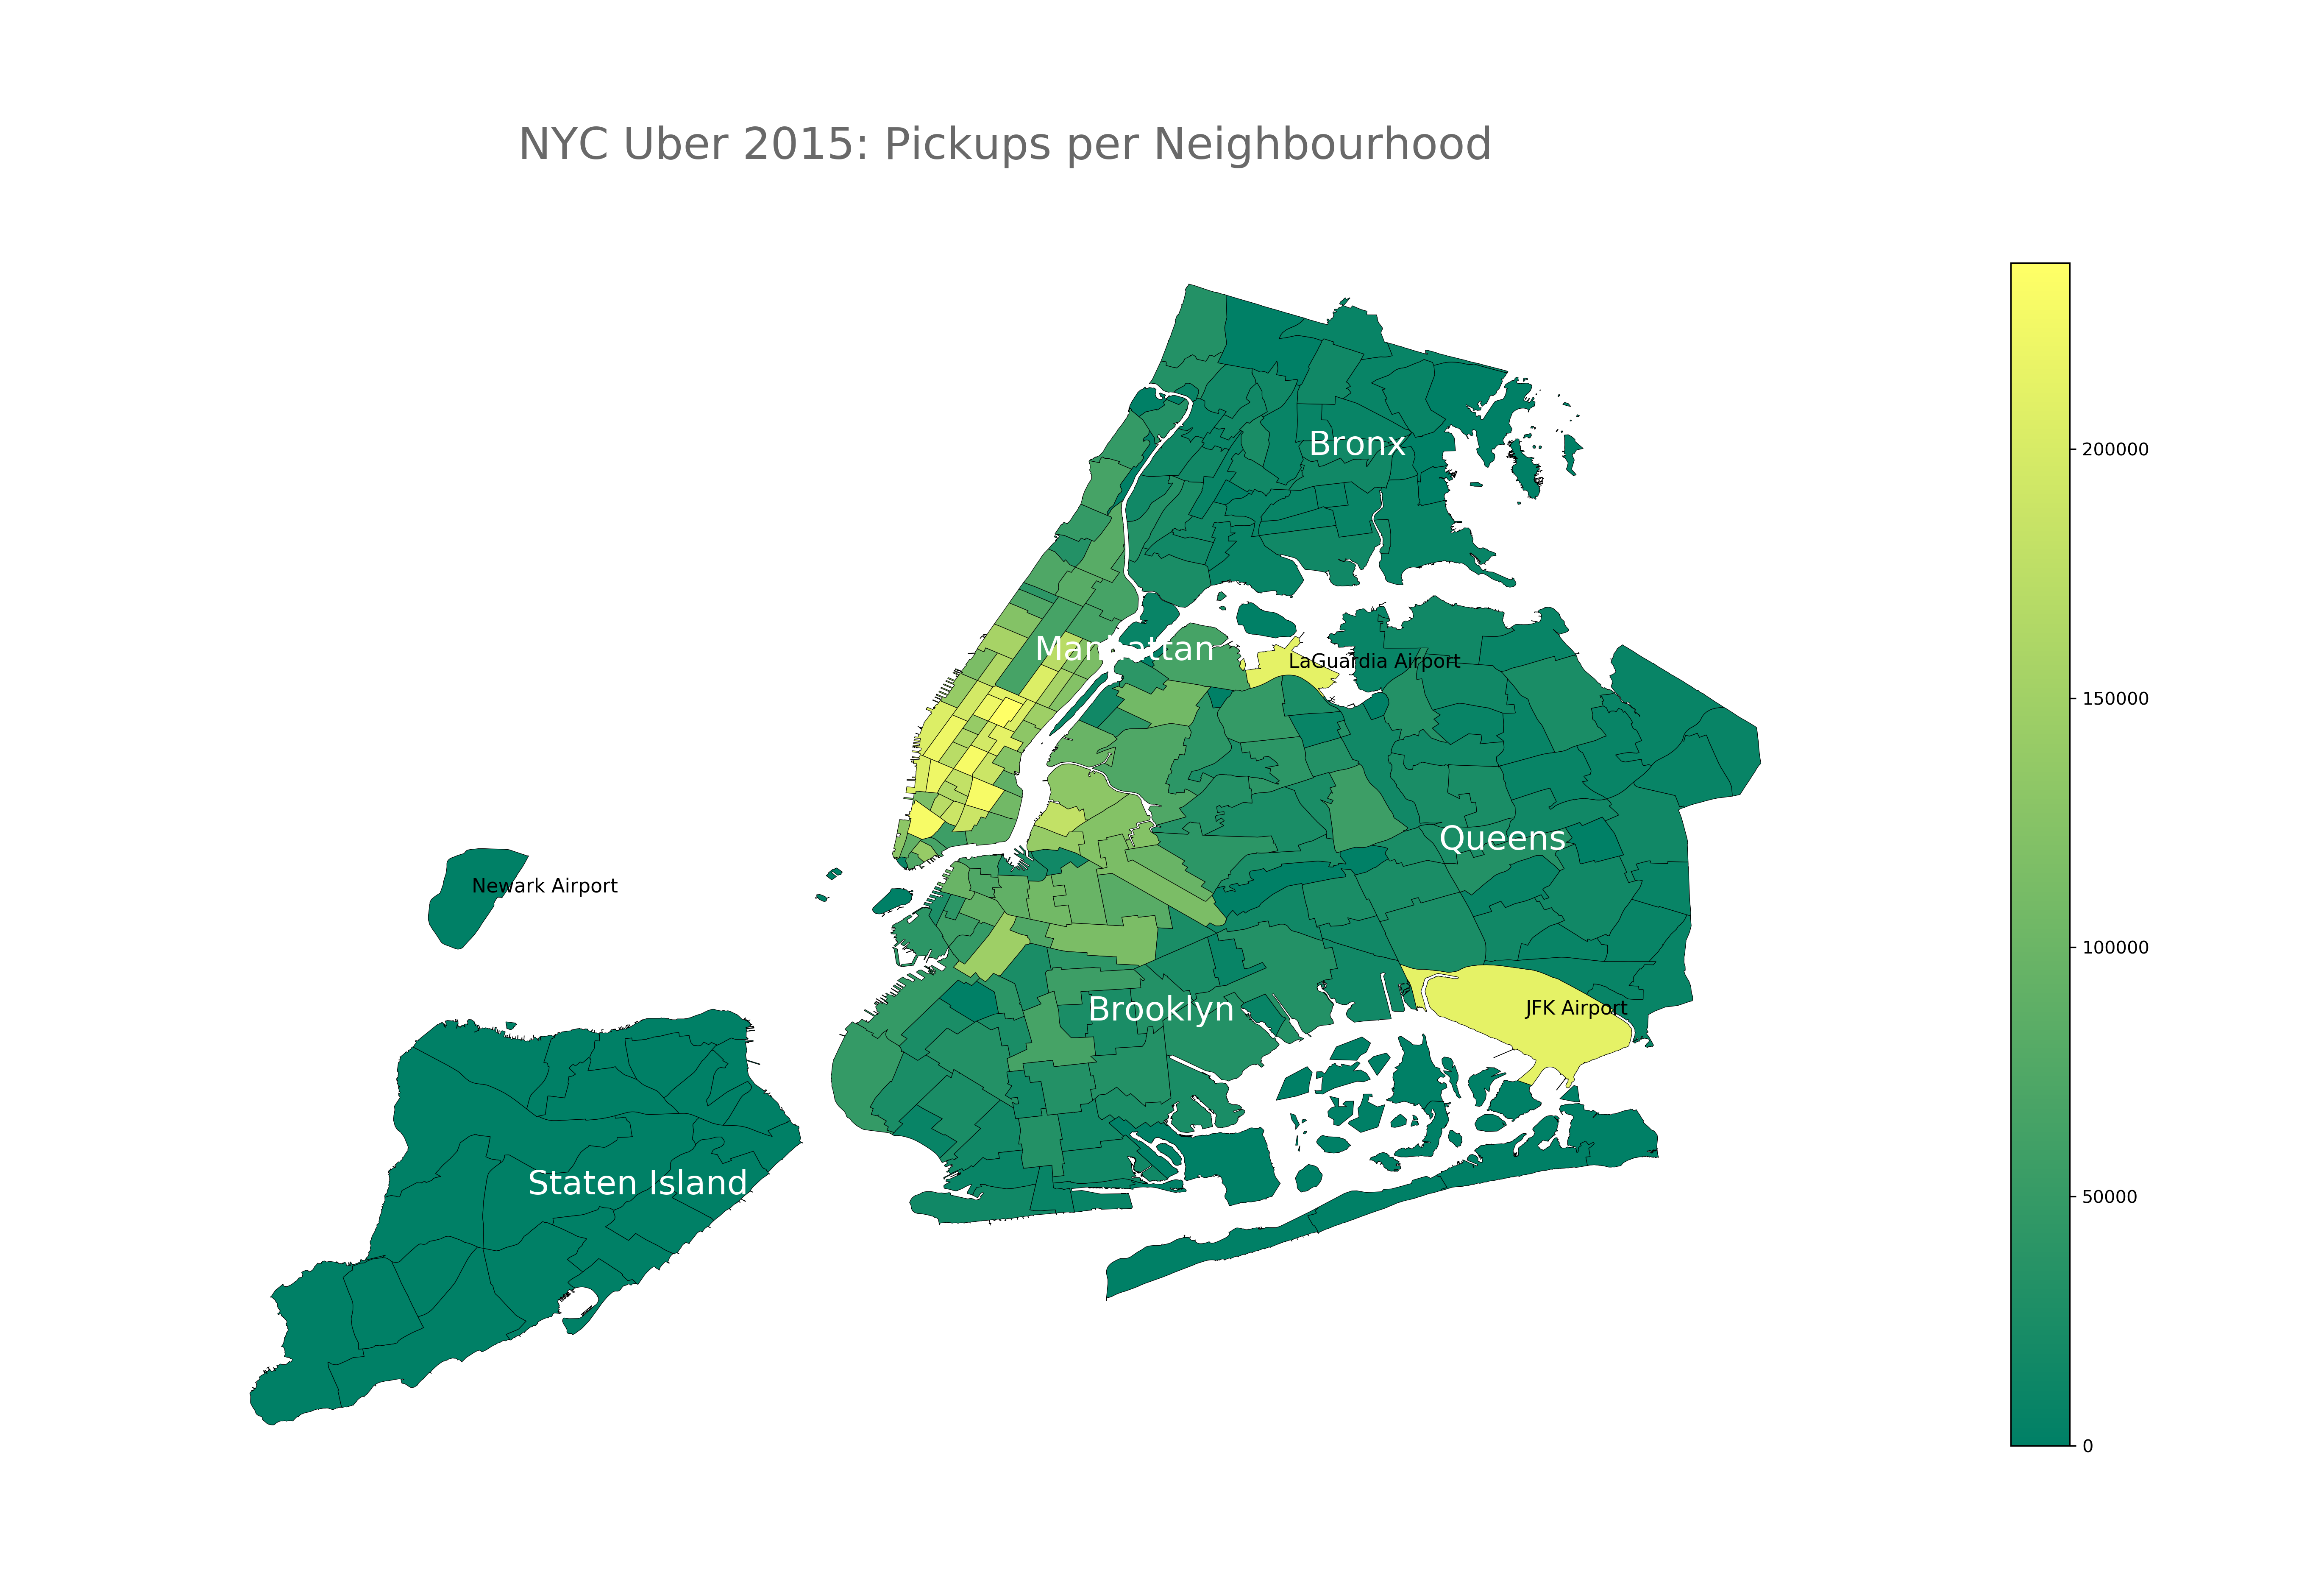 NYC Uber 2015: Pickups per Neighbourhood
Bronx
200000
Manhattan
LaGuardia Airport
150000
Queens
Newark Airport
100000
JFK Airport
Brooklyn
Staten Island
50000
0